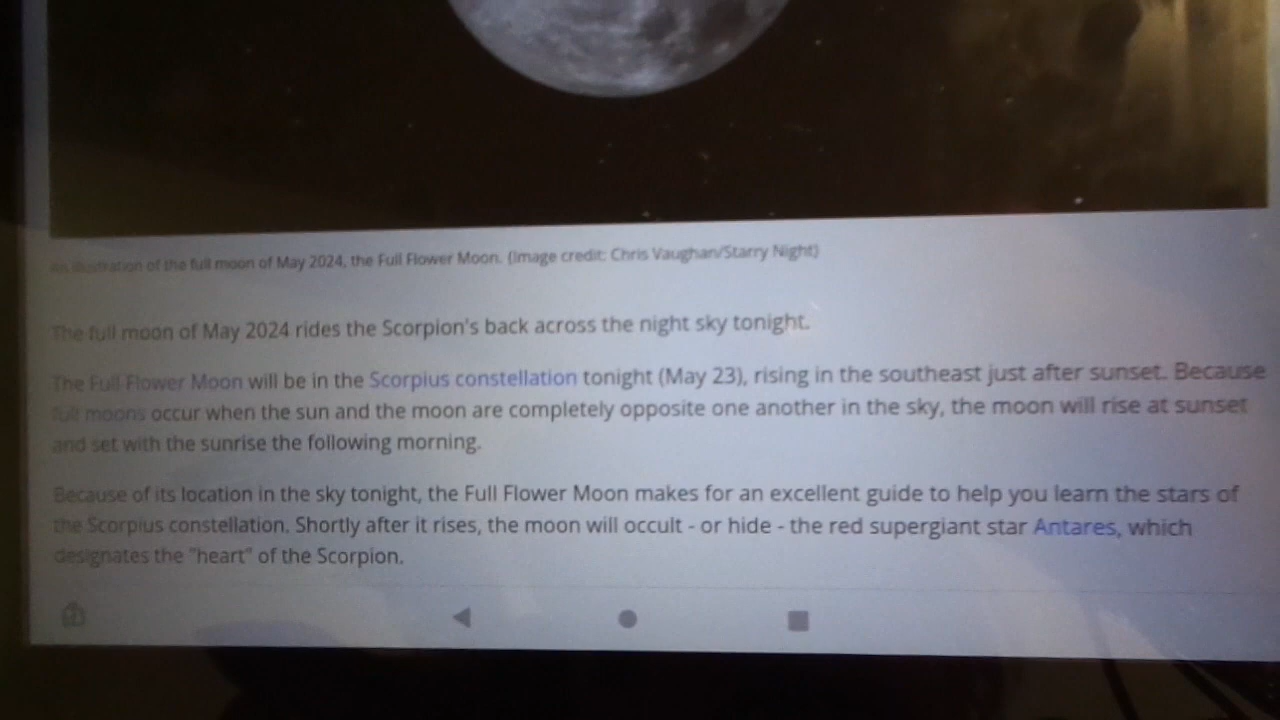 An illustration of the full moon of May 2024, the Full Flower Moon. (Image credit: Chris Vaughan/Starry Night)
The full moon of May 2024 rides the Scorpion's back across the night sky tonight.
The Full Flower Moon will be in the Scorpius constellation tonight (May 23), rising in the southeast just after sunset. Because
full moons occur when the sun and the moon are completely opposite one another in the sky, the moon will rise at sunset
and set with the sunrise the following morning.
Because of its location in the sky tonight, the Full Flower Moon makes for an excellent guide to help you learn the stars of
the Scorpius constellation. Shortly after it rises, the moon will occult - or hide - the red supergiant star Antares, which
designates the "heart" of the Scorpion.